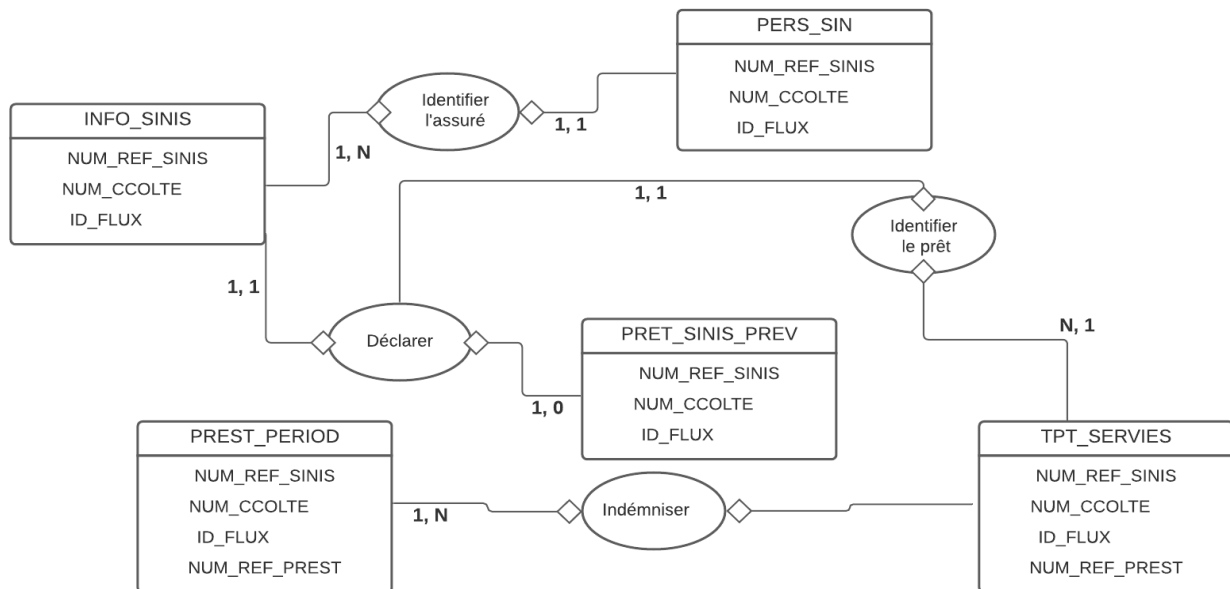 PERS_SIN
NUM_REF_SINIS
NUM_CCOLTE
ID_FLUX
Identifier
l'assuré
1, 1
1, N
INFO_SINIS
NUM_REF_SINIS
NUM_CCOLTE
ID_FLUX
1, 1
Identifier
le prêt
1, 1
Déclarer
1, 0
PRET_SINIS_PREV
NUM_REF_SINIS
NUM_CCOLTE
ID_FLUX
N, 1
PREST_PERIOD
NUM_REF_SINIS
NUM_CCOLTE
ID_FLUX
NUM_REF_PREST
1, N
Indémniser
TPT_SERVIES
NUM_REF_SINIS
NUM_CCOLTE
ID_FLUX
NUM_REF_PREST